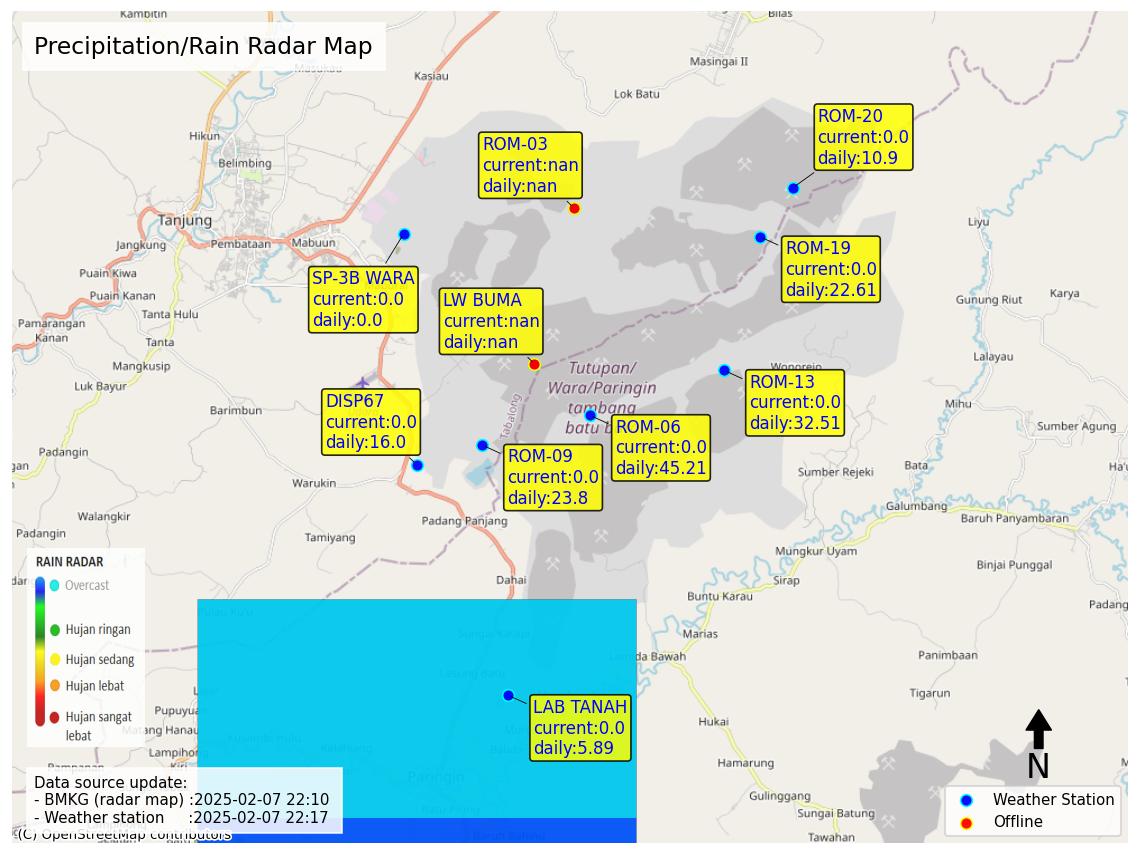 Precipitation/Rain Radar Map
Kambitin
Bilas
Masingai II
Kasiau
Lok Batu
Hikun
Belimbing
Tanjung
Jangkung
Pembataan
Mabuun
Puain Kiwa
Puain Kanan
Tanta Hulu
Pamarangan
Kanan
Tanta
Mangkusip
Luk Bayur
Barimbun
ROM-03
current:nan
daily:nan
ROM-20
current:0.0
daily:10.9
ROM-19
current:0.0
daily:22.61
SP-3B WARA
current:0.0
daily:0.0
LW BUMA
current:nan
daily:nan
Liyu
Gunung Riut
Karya
Lalayau
Mihu
Wonorejo
Tutupan/
Wara/Paringin
tambang
batu b
Tabalong
ROM-13
current:0.0
daily:32.51
DISP67
current:0.0
daily:16.0
ROM-06
current:0.0
daily:45.21
ROM-09
current:0.0
daily:23.8
Sumber Agung
Sumber Rejeki
Bata
Galumbang
Baruh Panyambaran
Warukin
Walangkir
Padangin
Tamiyang
Padang Panjang
Mungkur Uyam
Binjai Punggal
Sirap
Dahai
Buntu Karau
Padang
Marias
Panimbaan
Tigarun
Hukai
Hamarung
Gulinggang
Sungai Batung
Tawahan
RAIN RADAR
Overcast
Hujan ringan
Hujan sedang
Hujan lebat
Hujan sangat
lebat
Pupuyua
Matang Hanau
Lampihong
Sungai Karapi
Paringin
LAB TANAH
current:0.0
daily:5.89
Data source update:
- BMKG (radar map) :2025-02-07 22:10
- Weather station :2025-02-07 22:17
(C) OpenStreetMap contributors
N
Weather Station
Offline